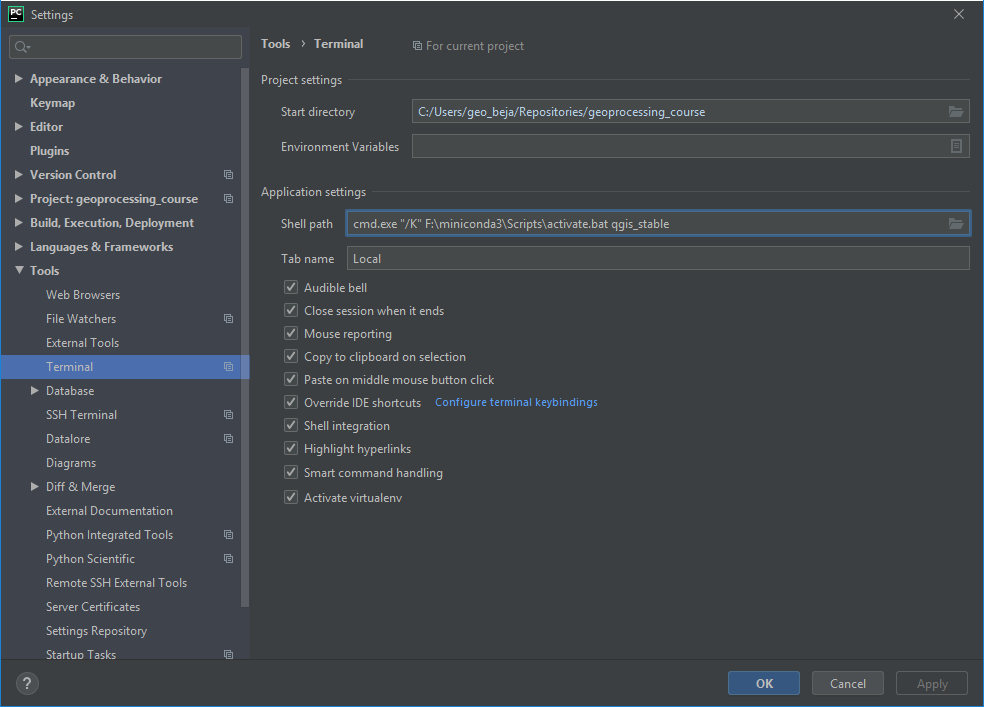 PC Settings
Tools › Terminal For current project
Appearance & Behavior
Keymap
Editor
Plugins
Version Control
Project: geoprocessing_course
Build, Execution, Deployment
Languages & Frameworks
Tools
Web Browsers
File Watchers
External Tools
Terminal
Database
SSH Terminal
Datalore
Diagrams
Diff & Merge
External Documentation
Python Integrated Tools
Python Scientific
Remote SSH External Tools
Server Certificates
Settings Repository
Startup Tasks
Project settings
Start directory C:/Users/geo_beja/Repositories/geoprocessing_course
Environment Variables
Application settings
Shell path cmd.exe "/K" F:\miniconda3\Scripts\activate.bat qgis_stable
Tab name Local
Audible bell
Close session when it ends
Mouse reporting
Copy to clipboard on selection
Paste on middle mouse button click
Override IDE shortcuts Configure terminal keybindings
Shell integration
Highlight hyperlinks
Smart command handling
Activate virtualenv
? OK Cancel Apply